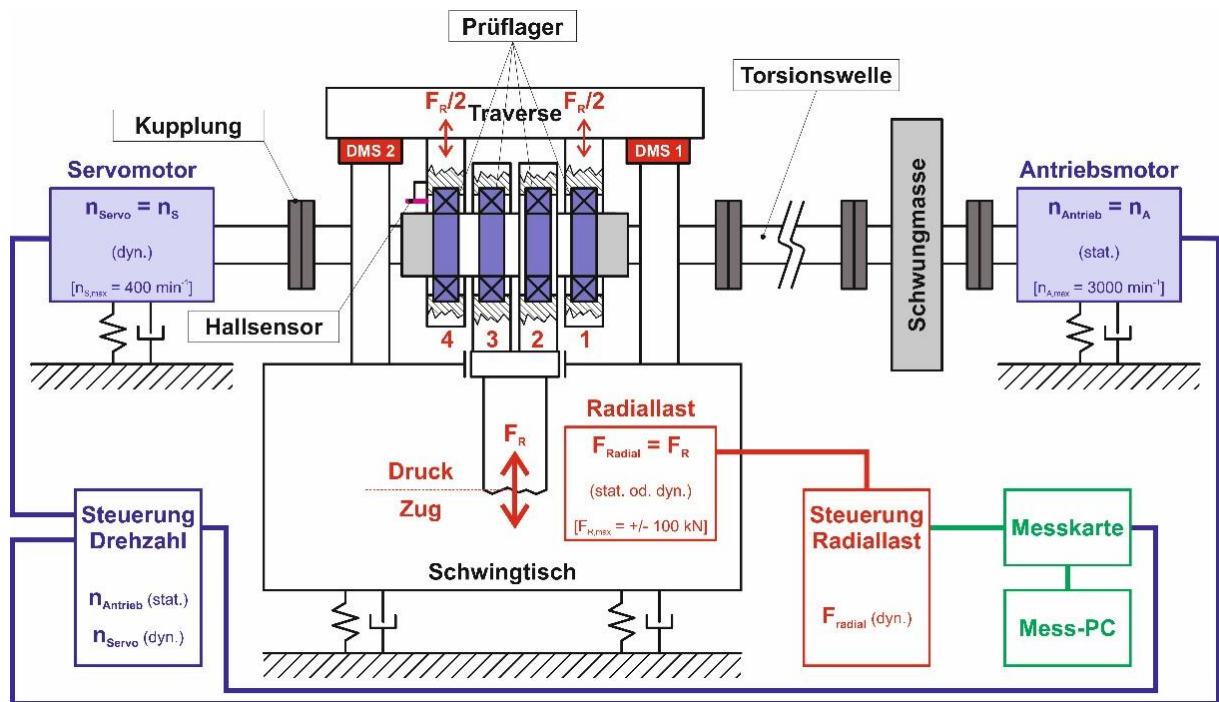 Prüflager
F_R/2
Traverse
F_R/2
Torsionswelle
Kupplung
DMS 2
DMS 1
Servomotor
n_Servo = n_S
(dyn.)
[n_S,max = 400 min⁻¹]
Hallsensor
4
3
2
1
Schwungmasse
Antriebsmotor
n_Antrieb = n_A
(stat.)
[n_A,max = 3000 min⁻¹]
F_R
Druck
Zug
Radiallast
F_Radial = F_R
(stat. od. dyn.)
[F_R,max = +/- 100 kN]
Schwingtisch
Steuerung
Drehzahl
n_Antrieb (stat.)
n_Servo (dyn.)
Steuerung
Radiallast
F_radial (dyn.)
Messkarte
Mess-PC